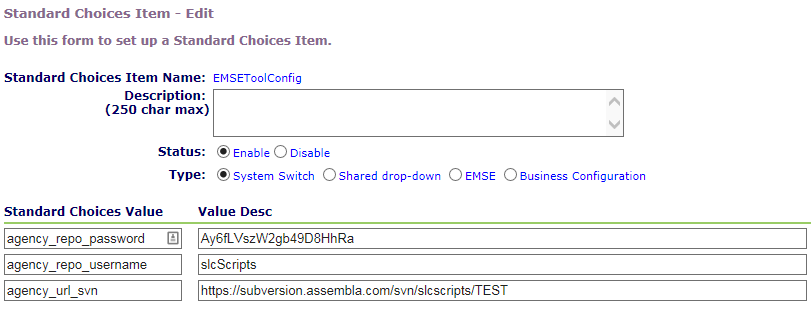 Standard Choices Item - Edit
Use this form to set up a Standard Choices Item.
Standard Choices Item Name: EMSEToolConfig
Description:
(250 char max)
Status: Enable Disable
Type: System Switch Shared drop-down EMSE Business Configuration
Standard Choices Value Value Desc
agency_repo_password Ay6fLVszW2gb49D8HhRa
agency_repo_username slcScripts
agency_url_svn https://subversion.assembla.com/svn/slcscripts/TEST